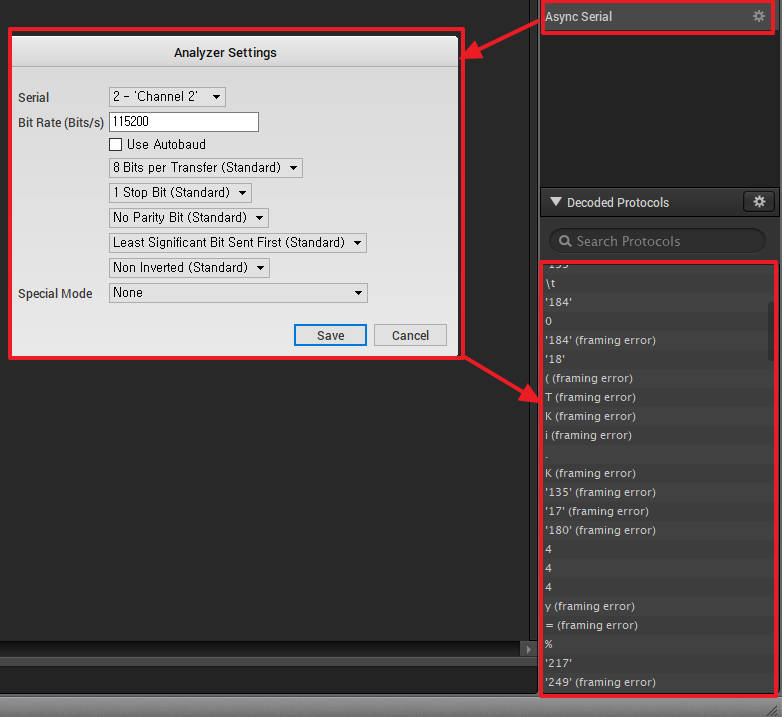 Async Serial
Analyzer Settings
Serial
2 - 'Channel 2'
Bit Rate (Bits/s)
115200
Use Autobaud
8 Bits per Transfer (Standard)
1 Stop Bit (Standard)
No Parity Bit (Standard)
Least Significant Bit Sent First (Standard)
Non Inverted (Standard)
Special Mode
None
Save
Cancel
Decoded Protocols
Search Protocols
\t
'184'
0
'184' (framing error)
'18'
( (framing error)
T (framing error)
K (framing error)
i (framing error)
.
K (framing error)
'135' (framing error)
'17' (framing error)
'180' (framing error)
4
4
4
y (framing error)
= (framing error)
%
'217'
'249' (framing error)